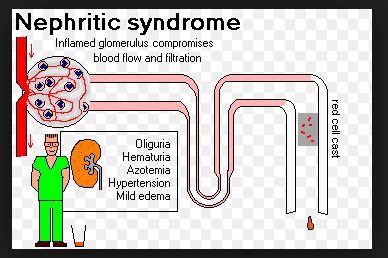 Nephritic syndrome
Inflamed glomerulus compromises
blood flow and filtration
red cell cast
Oliguria
Hematuria
Azotemia
Hypertension
Mild edema